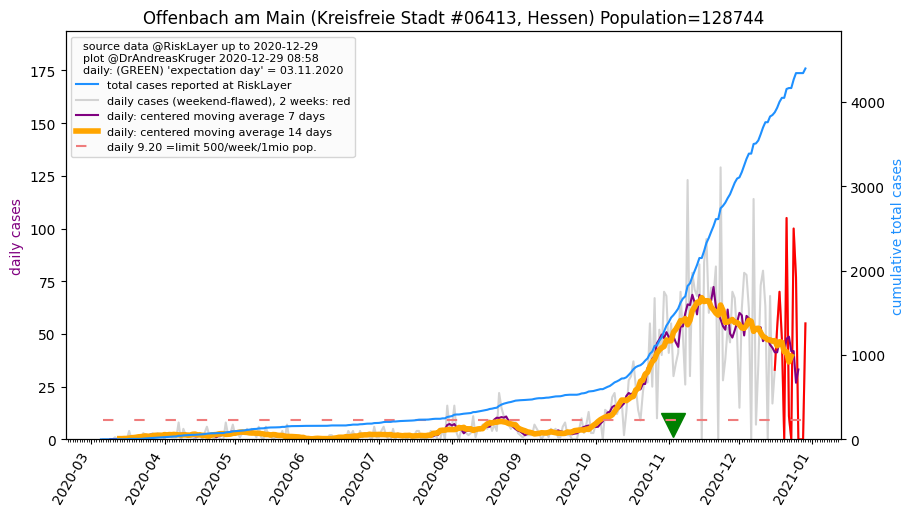 Offenbach am Main (Kreisfreie Stadt #06413, Hessen) Population=128744
source data @RiskLayer up to 2020-12-29
plot @DrAndreasKruger 2020-12-29 08:58
daily: (GREEN) 'expectation day' = 03.11.2020
total cases reported at RiskLayer
daily cases (weekend-flawed), 2 weeks: red
daily: centered moving average 7 days
daily: centered moving average 14 days
daily 9.20 =limit 500/week/1mio pop.
daily cases
175
150
125
100
75
50
25
0
cumulative total cases
4000
3000
2000
1000
0
2020-03
2020-04
2020-05
2020-06
2020-07
2020-08
2020-09
2020-10
2020-11
2020-12
2021-01